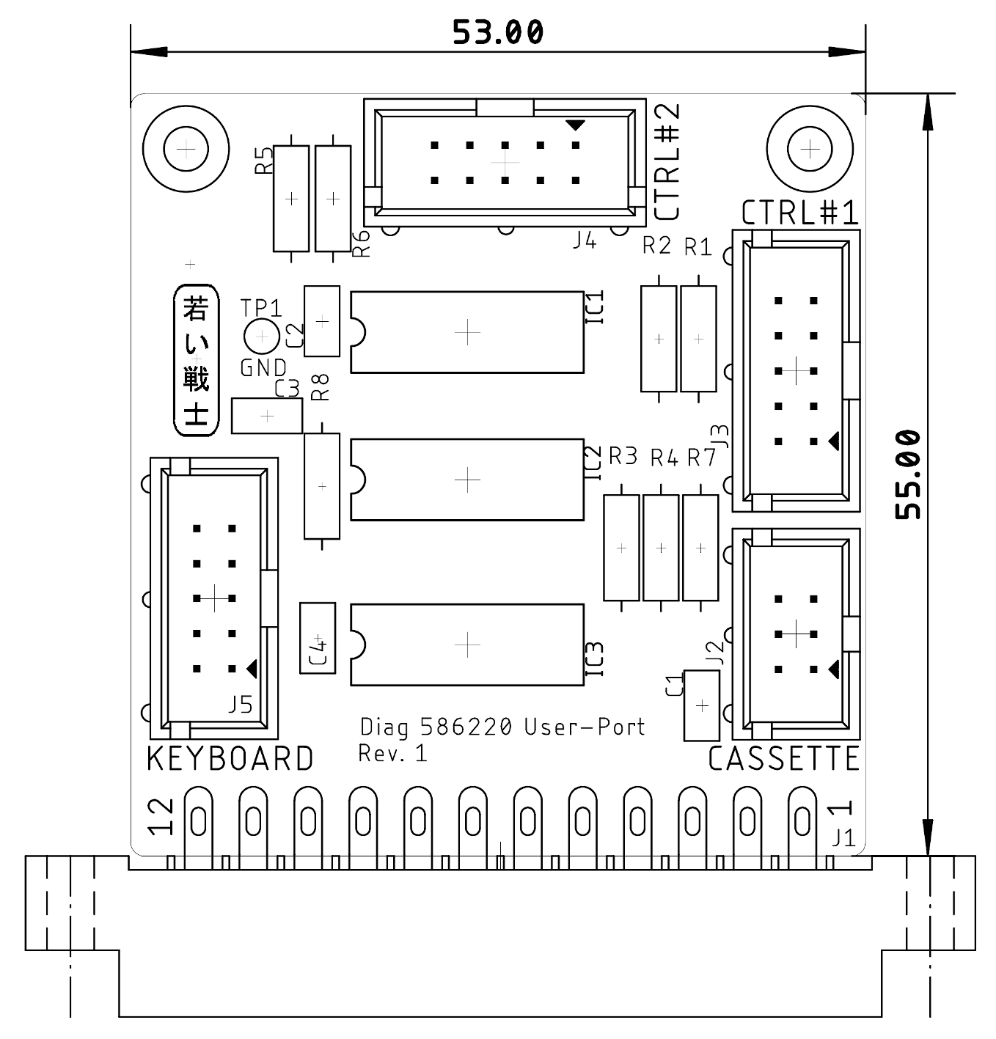 53.00
CTRL#2
R5
R6
J4
CTRL#1
R2
R1
55.00
若い戦士
TP1
GND
C2
IC1
C3
R8
J3
IC2
R3
R4
R7
C4
IC3
J2
C1
J5
Diag 586220 User-Port
Rev. 1
KEYBOARD
CASSETTE
12
1
J1